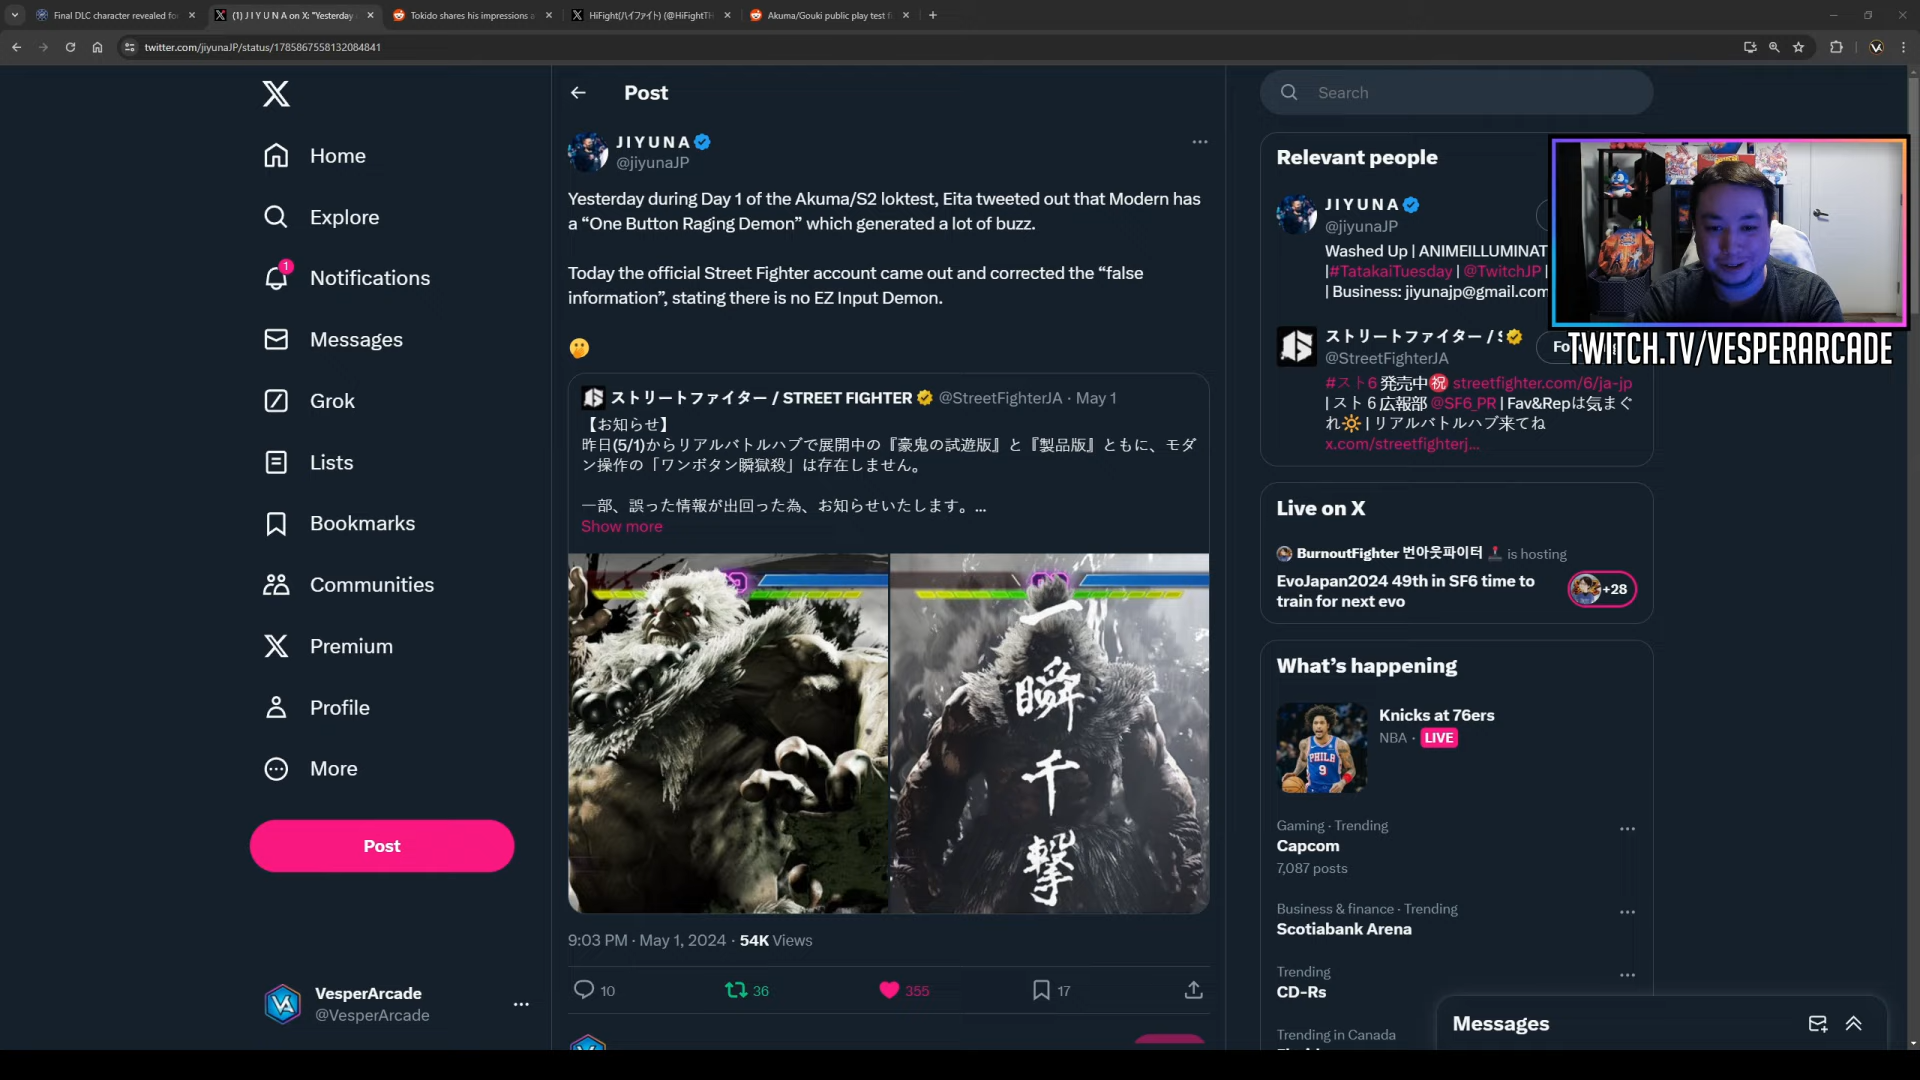 Final DLC character revealed fo
(1) J I Y U N A on X: "Yesterday
Tokido shares his impressions a
HiFight(ハイファイト) (@HiFightTH
Akuma/Gouki public play test f
twitter.com/jiyunaJP/status/1785867558132084841
Home
Explore
1
Notifications
Messages
Grok
Lists
Bookmarks
Communities
Premium
Profile
More
Post
VesperArcade
@VesperArcade
Post
J I Y U N A
@jiyunaJP
Yesterday during Day 1 of the Akuma/S2 loktest, Eita tweeted out that Modern has
a “One Button Raging Demon” which generated a lot of buzz.
Today the official Street Fighter account came out and corrected the “false
information”, stating there is no EZ Input Demon.
ストリートファイター / STREET FIGHTER @StreetFighterJA · May 1
【お知らせ】
昨日(5/1)からリアルバトルハブで展開中の『豪鬼の試遊版』と『製品版』ともに、モダ
ン操作の「ワンボタン瞬獄殺」は存在しません。
一部、誤った情報が出回った為、お知らせいたします。...
Show more
一
瞬
千
撃
9:03 PM · May 1, 2024 · 54K Views
10
36
355
17
Search
Relevant people
J I Y U N A
@jiyunaJP
Washed Up | ANIMEILLUMINAT
|#TatakaiTuesday | @TwitchJP |
| Business: jiyunajp@gmail.com
ストリートファイター / S
@StreetFighterJA
Fo
#スト6 発売中㊗ streetfighter.com/6/ja-jp
| スト６広報部 @SF6_PR | Fav&Repは気まぐ
れ🔆 | リアルバトルハブ来てね
x.com/streetfighterj...
TWITCH.TV/VESPERARCADE
Live on X
BurnoutFighter 번아웃파이터 is hosting
EvoJapan2024 49th in SF6 time to
train for next evo
+28
What’s happening
Knicks at 76ers
NBA · LIVE
Gaming · Trending
Capcom
7,087 posts
Business & finance · Trending
Scotiabank Arena
Trending
CD-Rs
Trending in Canada
Messages